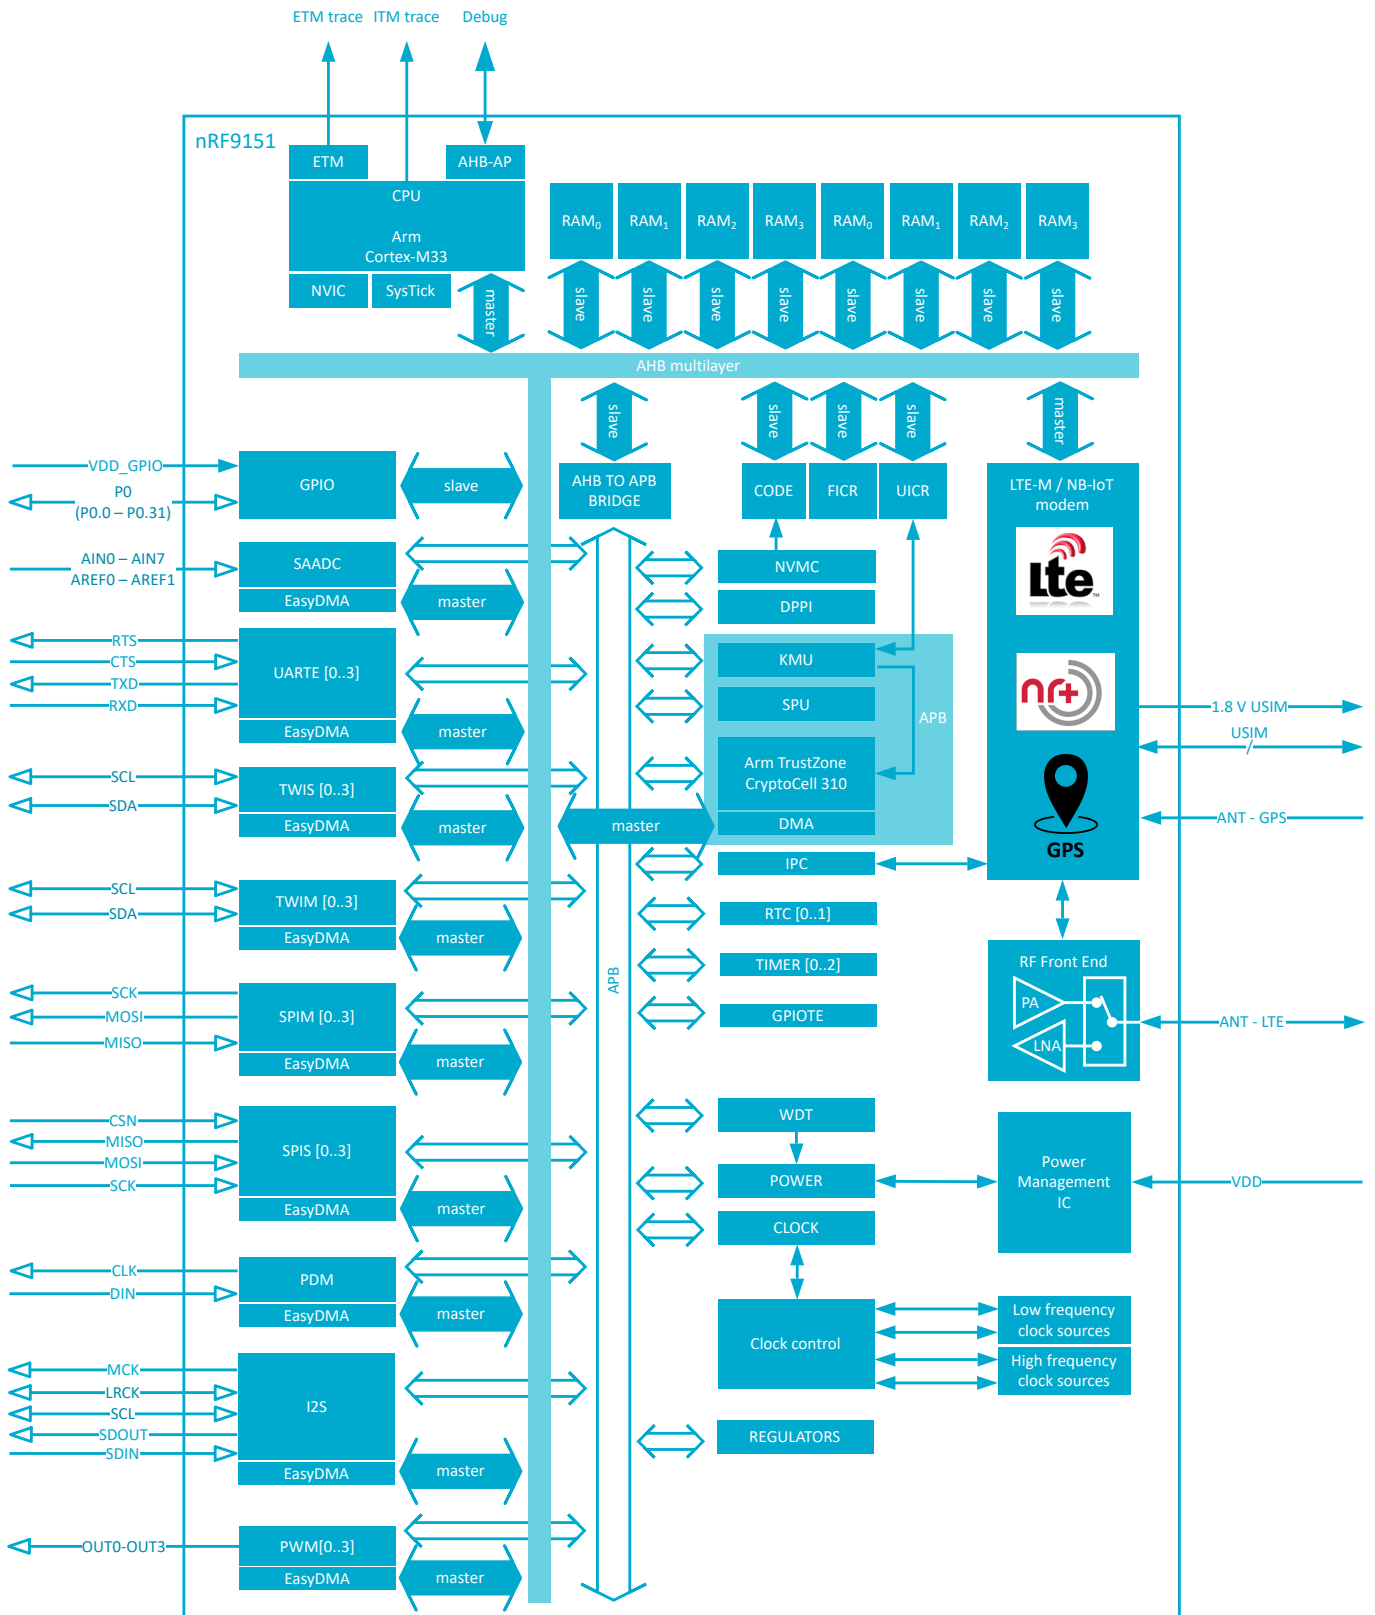 ETM trace ITM trace Debug
nRF9151
ETM
AHB-AP
CPU
Arm
Cortex-M33
NVIC
SysTick
master
RAM0
RAM1
RAM2
RAM3
RAM0
RAM1
RAM2
RAM3
slave
slave
slave
slave
slave
slave
slave
slave
AHB multilayer
slave
slave
slave
slave
master
VDD_GPIO
P0
(P0.0 – P0.31)
GPIO
slave
AHB TO APB
BRIDGE
CODE
FICR
UICR
LTE-M / NB-IoT
modem
Lte
TM
nr+
GPS
AIN0 – AIN7
AREF0 – AREF1
SAADC
EasyDMA
master
NVMC
DPPI
RTS
CTS
TXD
RXD
UARTE [0..3]
EasyDMA
master
KMU
SPU
APB
Arm TrustZone
CryptoCell 310
DMA
master
1.8 V USIM
USIM
/
ANT - GPS
SCL
SDA
TWIS [0..3]
EasyDMA
master
IPC
SCL
SDA
TWIM [0..3]
EasyDMA
master
RTC [0..1]
TIMER [0..2]
GPIOTE
APB
RF Front End
PA
LNA
ANT - LTE
SCK
MOSI
MISO
SPIM [0..3]
EasyDMA
master
CSN
MISO
MOSI
SCK
SPIS [0..3]
EasyDMA
master
WDT
POWER
CLOCK
Power
Management
IC
VDD
CLK
DIN
PDM
EasyDMA
master
Clock control
Low frequency
clock sources
High frequency
clock sources
MCK
LRCK
SCL
SDOUT
SDIN
I2S
EasyDMA
master
REGULATORS
OUT0-OUT3
PWM[0..3]
EasyDMA
master